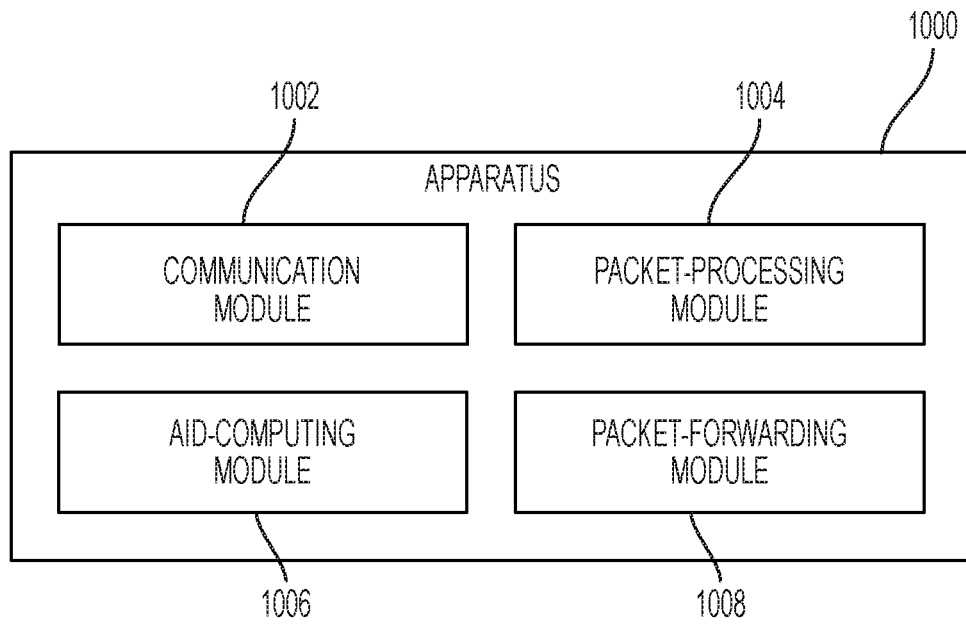 1000
1002
1004
APPARATUS
COMMUNICATION
MODULE
PACKET-PROCESSING
MODULE
AID-COMPUTING
MODULE
PACKET-FORWARDING
MODULE
1006
1008